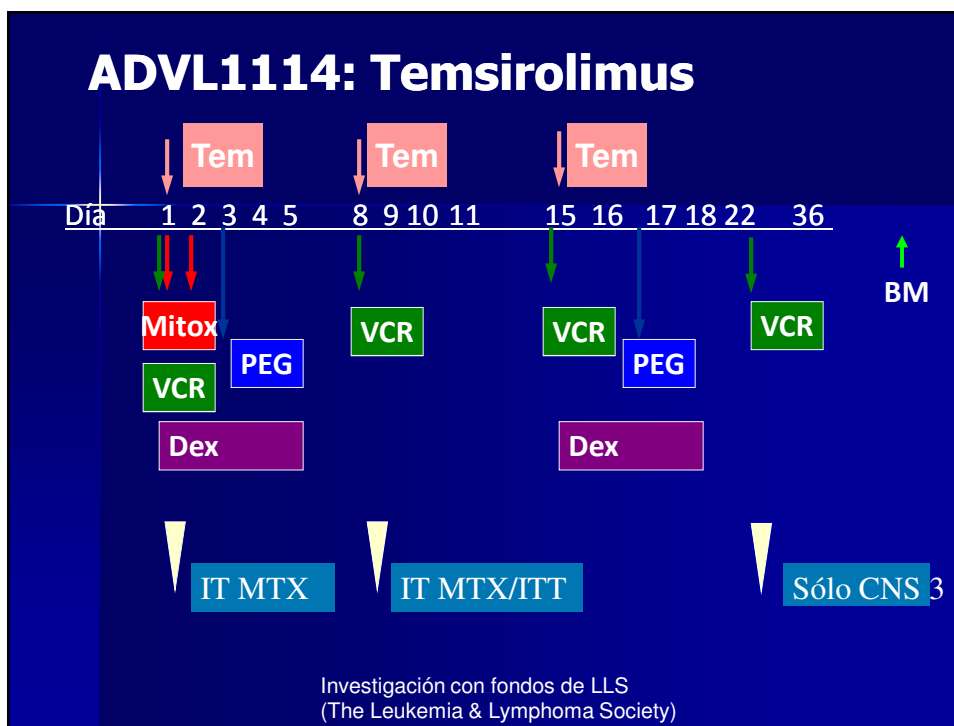 ADVL1114: Temsirolimus
Tem Tem Tem
Día 1 2 3 4 5 8 9 10 11 15 16 17 18 22 36
BM
Mitox VCR VCR VCR
PEG PEG
VCR
Dex Dex
IT MTX IT MTX/ITT Sólo CNS 3
Investigación con fondos de LLS
(The Leukemia & Lymphoma Society)